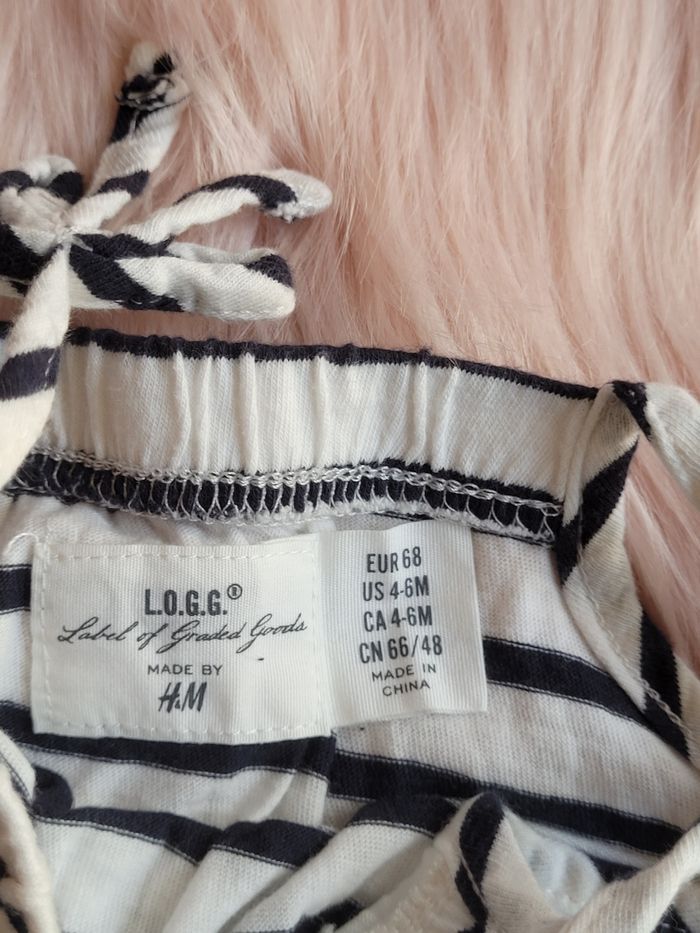 L.O.G.G.®
Label of Graded Goods
MADE BY
H&M
EUR 68
US 4-6M
CA 4-6M
CN 66/48
MADE IN
CHINA